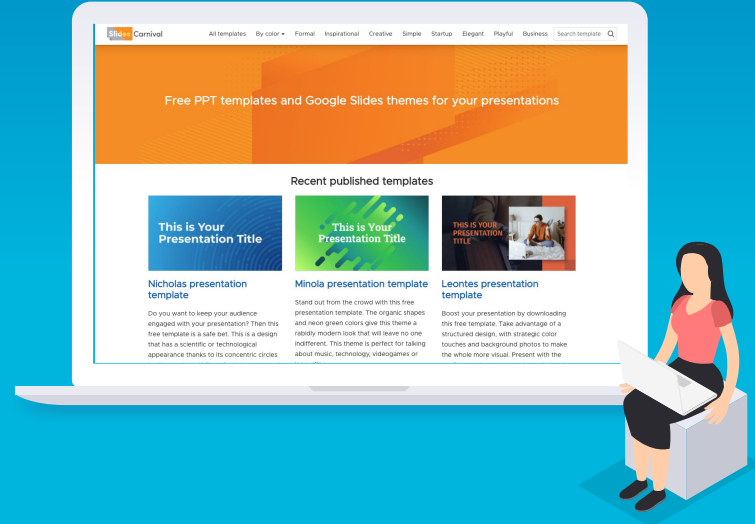 Slides Carnival
All templates By color Formal Inspirational Creative Simple Startup Elegant Playful Business Search template
Free PPT templates and Google Slides themes for your presentations
Recent published templates
This is Your
Presentation Title
Nicholas presentation
template
Do you want to keep your audience
engaged with your presentation? Then this
free template is a safe bet. This is a design
that has a scientific or technological
appearance thanks to its concentric circles
This is Your
Presentation Title
Minola presentation template
Stand out from the crowd with this free
presentation template. The organic shapes
and neon green colors give this theme a
rabidly modern look that will leave no one
indifferent. This theme is perfect for talking
about music, technology, videogames or
THIS IS YOUR
PRESENTATION
TITLE
Leontes presentation
template
Boost your presentation by downloading
this free template. Take advantage of a
structured design, with strategic color
touches and background photos to make
the whole more visual. Present with the